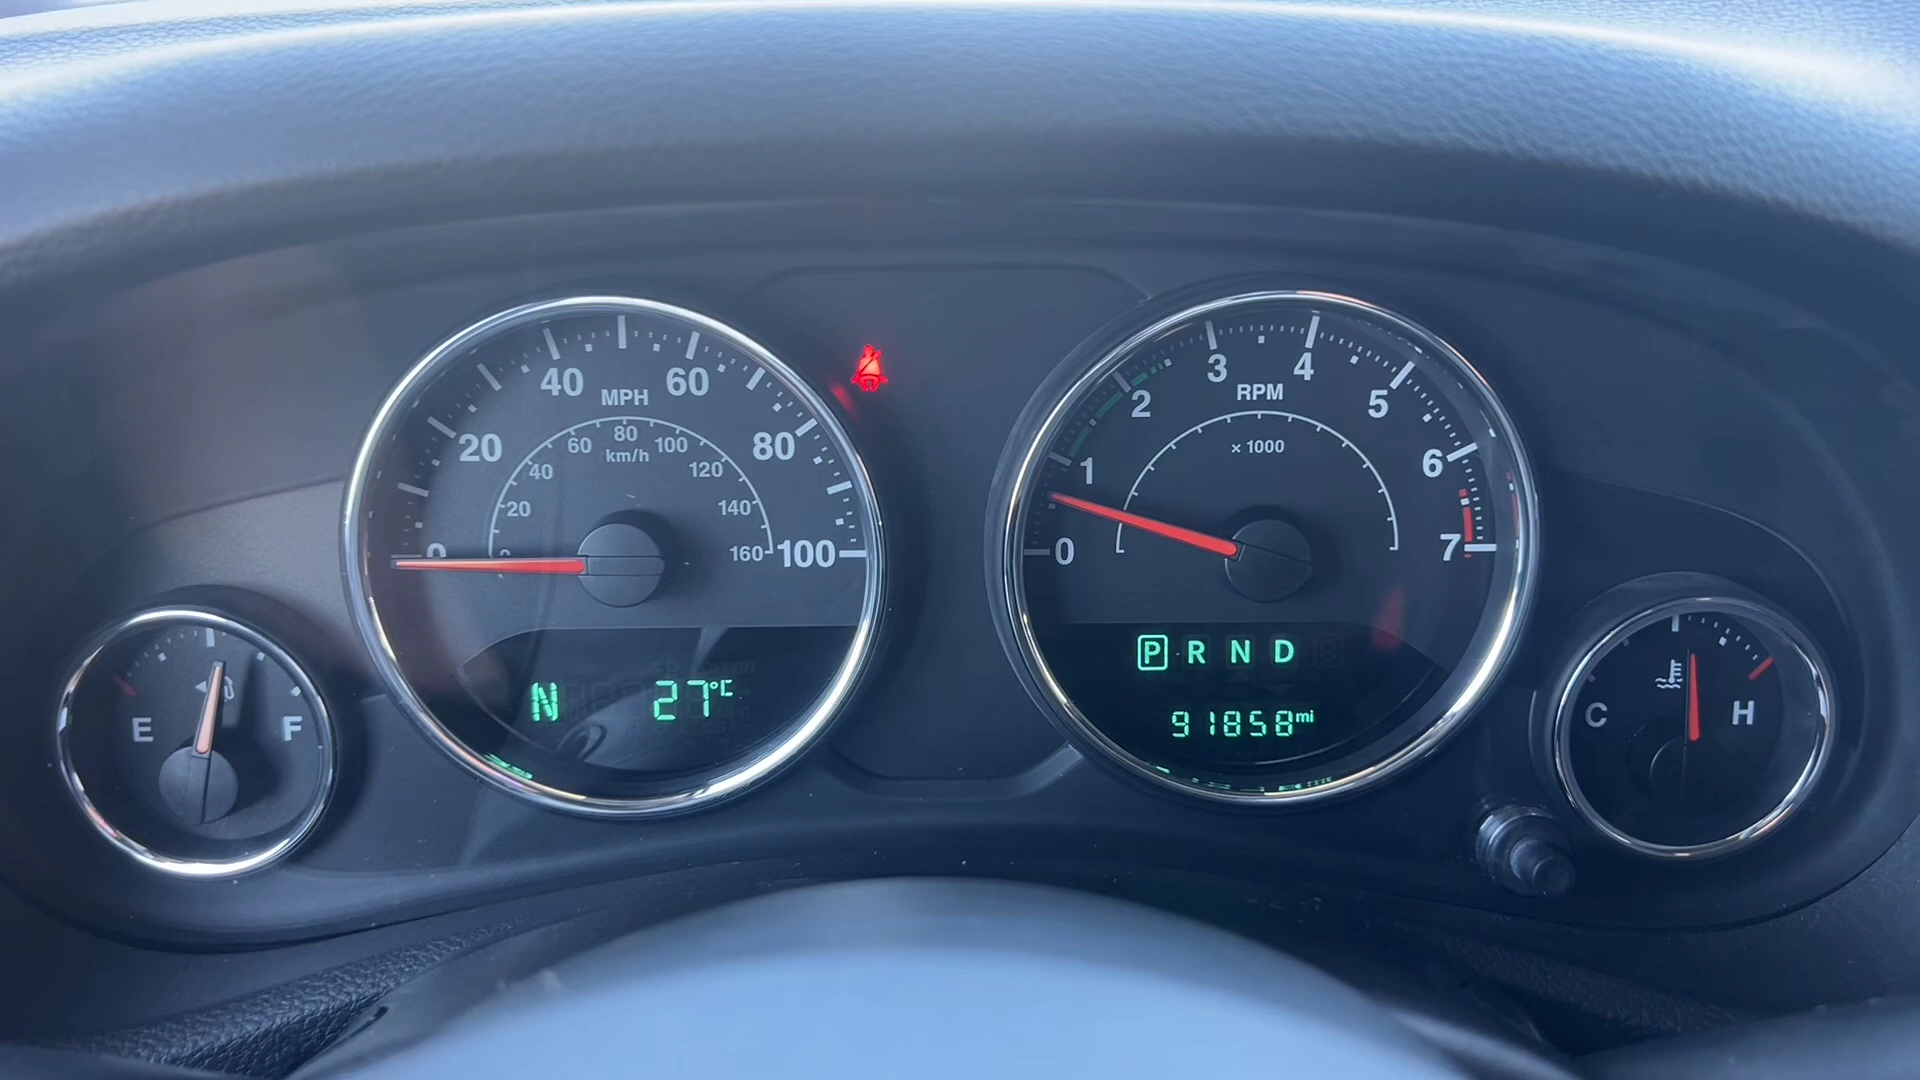 20 40 60 80 100
MPH
20 40 60 80 100 120 140 160
km/h
0 1 2 3 4 5 6 7
RPM
x 1000
P R N D
N 27°C
91858mi
E F
C H